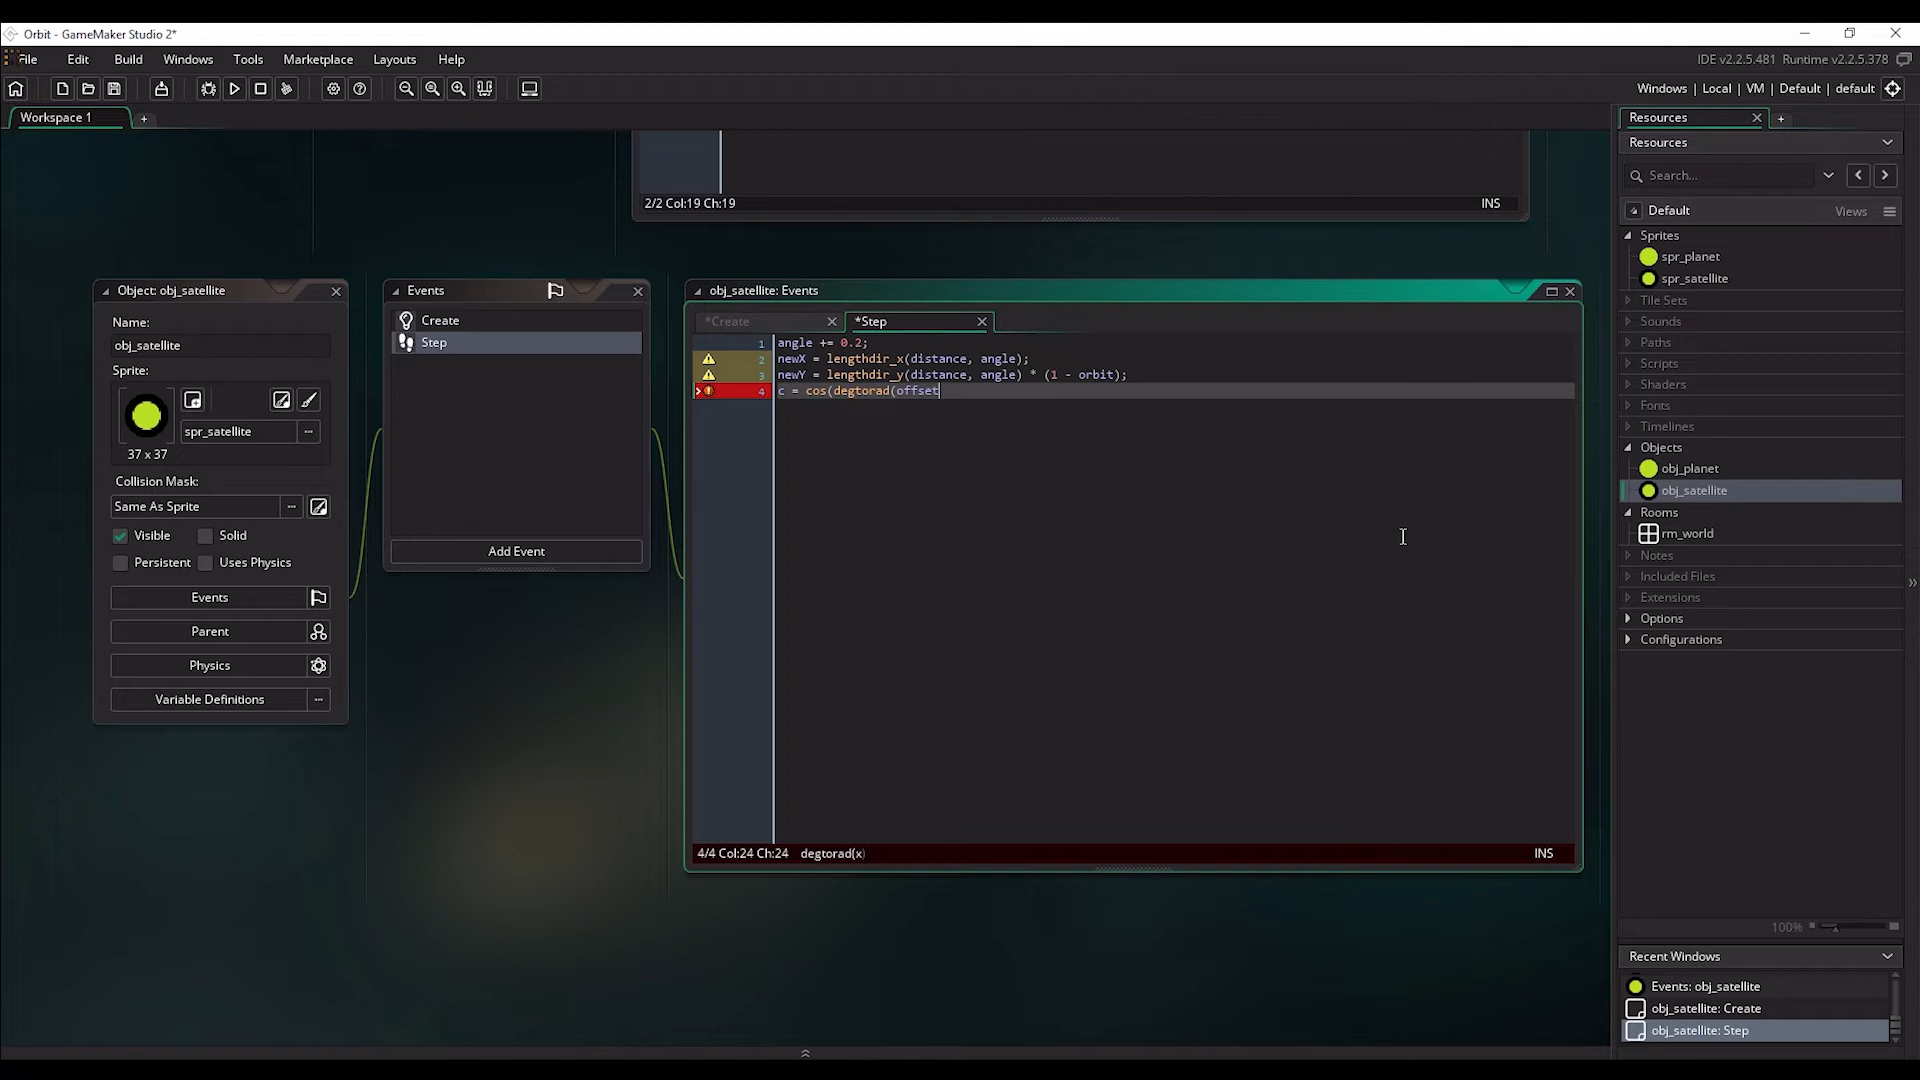 Orbit - GameMaker Studio 2*
File Edit Build Windows Tools Marketplace Layouts Help
IDE v2.2.5.481 Runtime v2.2.5.378
Windows | Local | VM | Default | default
Workspace 1
2/2 Col:19 Ch:19
INS
Object: obj_satellite
Name:
obj_satellite
Sprite:
spr_satellite
37 x 37
Collision Mask:
Same As Sprite
Visible
Solid
Persistent
Uses Physics
Events
Parent
Physics
Variable Definitions
Events
Create
Step
Add Event
obj_satellite: Events
*Create
*Step
1 angle += 0.2;
2 newX = lengthdir_x(distance, angle);
3 newY = lengthdir_y(distance, angle) * (1 - orbit);
4 c = cos(degtorad(offset
4/4 Col:24 Ch:24 degtorad(x)
INS
Resources
Resources
Search...
Default
Views
Sprites
spr_planet
spr_satellite
Tile Sets
Sounds
Paths
Scripts
Shaders
Fonts
Timelines
Objects
obj_planet
obj_satellite
Rooms
rm_world
Notes
Included Files
Extensions
Options
Configurations
100%
Recent Windows
Events: obj_satellite
obj_satellite: Create
obj_satellite: Step